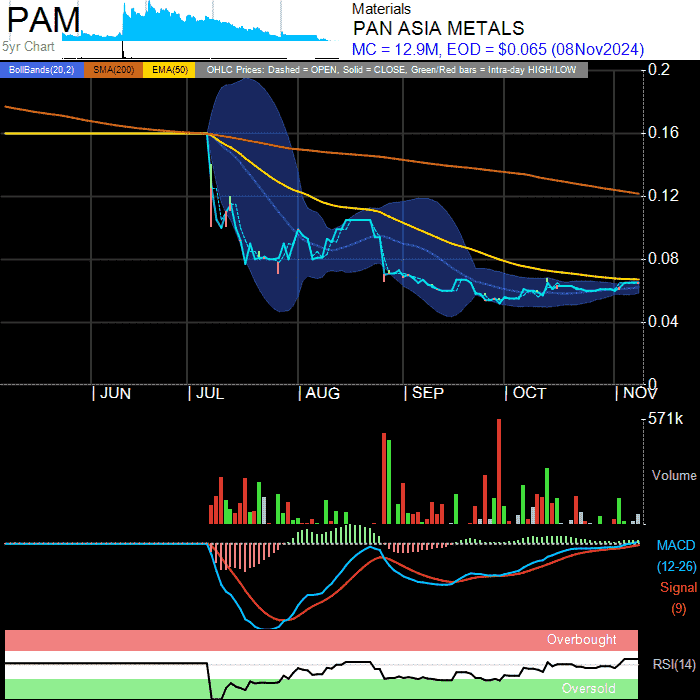 PAM
5yr Chart
Materials
PAN ASIA METALS
MC = 12.9M, EOD = $0.065 (08Nov2024)
BollBands(20,2) SMA(200) EMA(50) OHLC Prices: Dashed = OPEN, Solid = CLOSE, Green/Red bars = Intra-day HIGH/LOW
0.2
0.16
0.12
0.08
0.04
0
| JUN | JUL | AUG | SEP | OCT | NOV
571k
Volume
MACD
(12-26)
Signal
(9)
Overbought
RSI(14)
Oversold